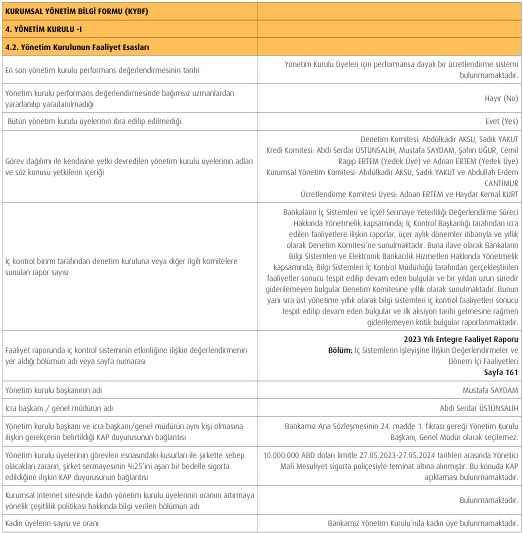 KURUMSAL YÖNETİM BİLGİ FORMU (KYBF)
4. YÖNETİM KURULU -I
4.2. Yönetim Kurulunun Faaliyet Esasları
En son yönetim kurulu performans değerlendirmesinin tarihi
Yönetim Kurulu Üyeleri için performansa dayalı bir ücretlendirme sistemi
bulunmamaktadır.
Yönetim kurulu performans değerlendirmesinde bağımsız uzmanlardan
yararlanılıp yararlanılmadığı
Hayır (No)
Bütün yönetim kurulu üyelerinin ibra edilip edilmediği
Evet (Yes)
Görev dağılımı ile kendisine yetki devredilen yönetim kurulu üyelerinin adları
ve söz konusu yetkilerin içeriği
Denetim Komitesi: Abdülkadir AKSU, Sadık YAKUT
Kredi Komitesi: Abdi Serdar ÜSTÜNSALİH, Mustafa SAYDAM, Şahin UĞUR, Cemil
Ragıp ERTEM (Yedek Üye) ve Adnan ERTEM (Yedek Üye)
Kurumsal Yönetim Komitesi: Abdülkadir AKSU, Sadık YAKUT ve Abdullah Erdem
CANTİMUR
Ücretlendirme Komitesi Üyesi: Adnan ERTEM ve Haydar Kemal KURT
İç kontrol birimi tarafından denetim kuruluna veya diğer ilgili komitelere
sunulan rapor sayısı
Bankaların İç Sistemleri ve İçsel Sermaye Yeterliliği Değerlendirme Süreci
Hakkında Yönetmelik kapsamında; İç Kontrol Başkanlığı tarafından icra
edilen faaliyetlere ilişkin raporlar, üçer aylık dönemler itibarıyla ve yıllık
olarak Denetim Komitesi'ne sunulmaktadır. Buna ilave olarak Bankaların
Bilgi Sistemleri ve Elektronik Bankacılık Hizmetleri Hakkında Yönetmelik
kapsamında; Bilgi Sistemleri İç Kontrol Müdürlüğü tarafından gerçekleştirilen
faaliyetler sonucu tespit edilip devam eden bulgular ve bir yıldan uzun süredir
giderilemeyen bulgular Denetim Komitesine yıllık olarak sunulmaktadır. Bunun
yanı sıra üst yönetime yıllık olarak bilgi sistemleri iç kontrol faaliyetleri sonucu
tespit edilip devam eden bulgular ve ilk aksiyon tarihi gelmesine rağmen
giderilemeyen kritik bulgular raporlanmaktadır.
Faaliyet raporunda iç kontrol sisteminin etkinliğine ilişkin değerlendirmenin
yer aldığı bölümün adı veya sayfa numarası
2023 Yılı Entegre Faaliyet Raporu
Bölüm: İç Sistemlerin İşleyişine İlişkin Değerlendirmeler ve
Dönem İçi Faaliyetleri
Sayfa 161
Yönetim kurulu başkanının adı
Mustafa SAYDAM
İcra başkanı / genel müdürün adı
Abdi Serdar ÜSTÜNSALİH
Yönetim kurulu başkanı ve icra başkanı/genel müdürün aynı kişi olmasına
ilişkin gerekçenin belirtildiği KAP duyurusunun bağlantısı
Bankamız Ana Sözleşmesinin 24. madde 1. fıkrası gereği Yönetim Kurulu
Başkanı, Genel Müdür olarak seçilemez.
Yönetim kurulu üyelerinin görevleri esnasındaki kusurları ile şirkette sebep
olacakları zararın, şirket sermayesinin %25'ini aşan bir bedelle sigorta
edildiğine ilişkin KAP duyurusunun bağlantısı
10.000.000 ABD doları limitle 27.05.2023-27.05.2024 tarihleri arasında Yönetici
Mali Mesuliyet sigorta poliçesiyle teminat altına alınmıştır. Bu konuda KAP
açıklaması bulunmamaktadır.
Kurumsal internet sitesinde kadın yönetim kurulu üyelerinin oranını artırmaya
yönelik çeşitlilik politikası hakkında bilgi verilen bölümün adı
Bulunmamaktadır.
Kadın üyelerin sayısı ve oranı
Bankamız Yönetim Kurulu'nda kadın üye bulunmamaktadır.